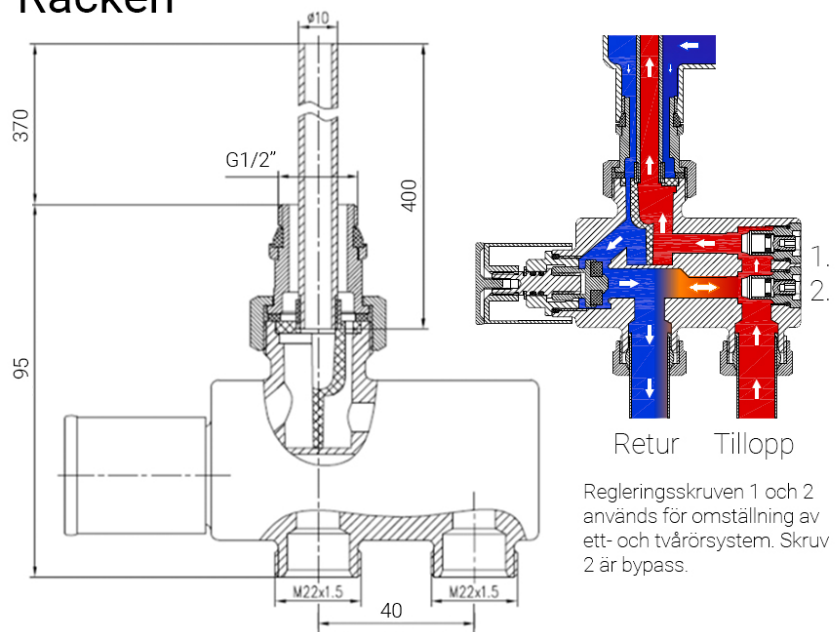 Räcken
ø10
370
G1/2"
400
95
M22x1.5
M22x1.5
40
1.
2.
Retur
Tillopp
Regleringsskruven 1 och 2
används för omställning av
ett- och tvårörsystem. Skruv
2 är bypass.